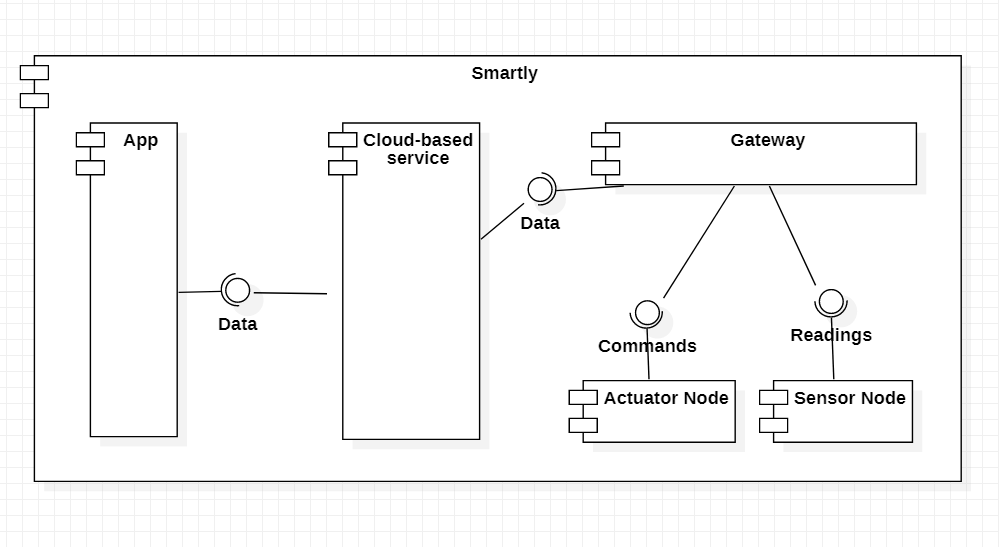 Smartly
App
Cloud-based
service
Gateway
Data
Data
Commands
Readings
Actuator Node
Sensor Node